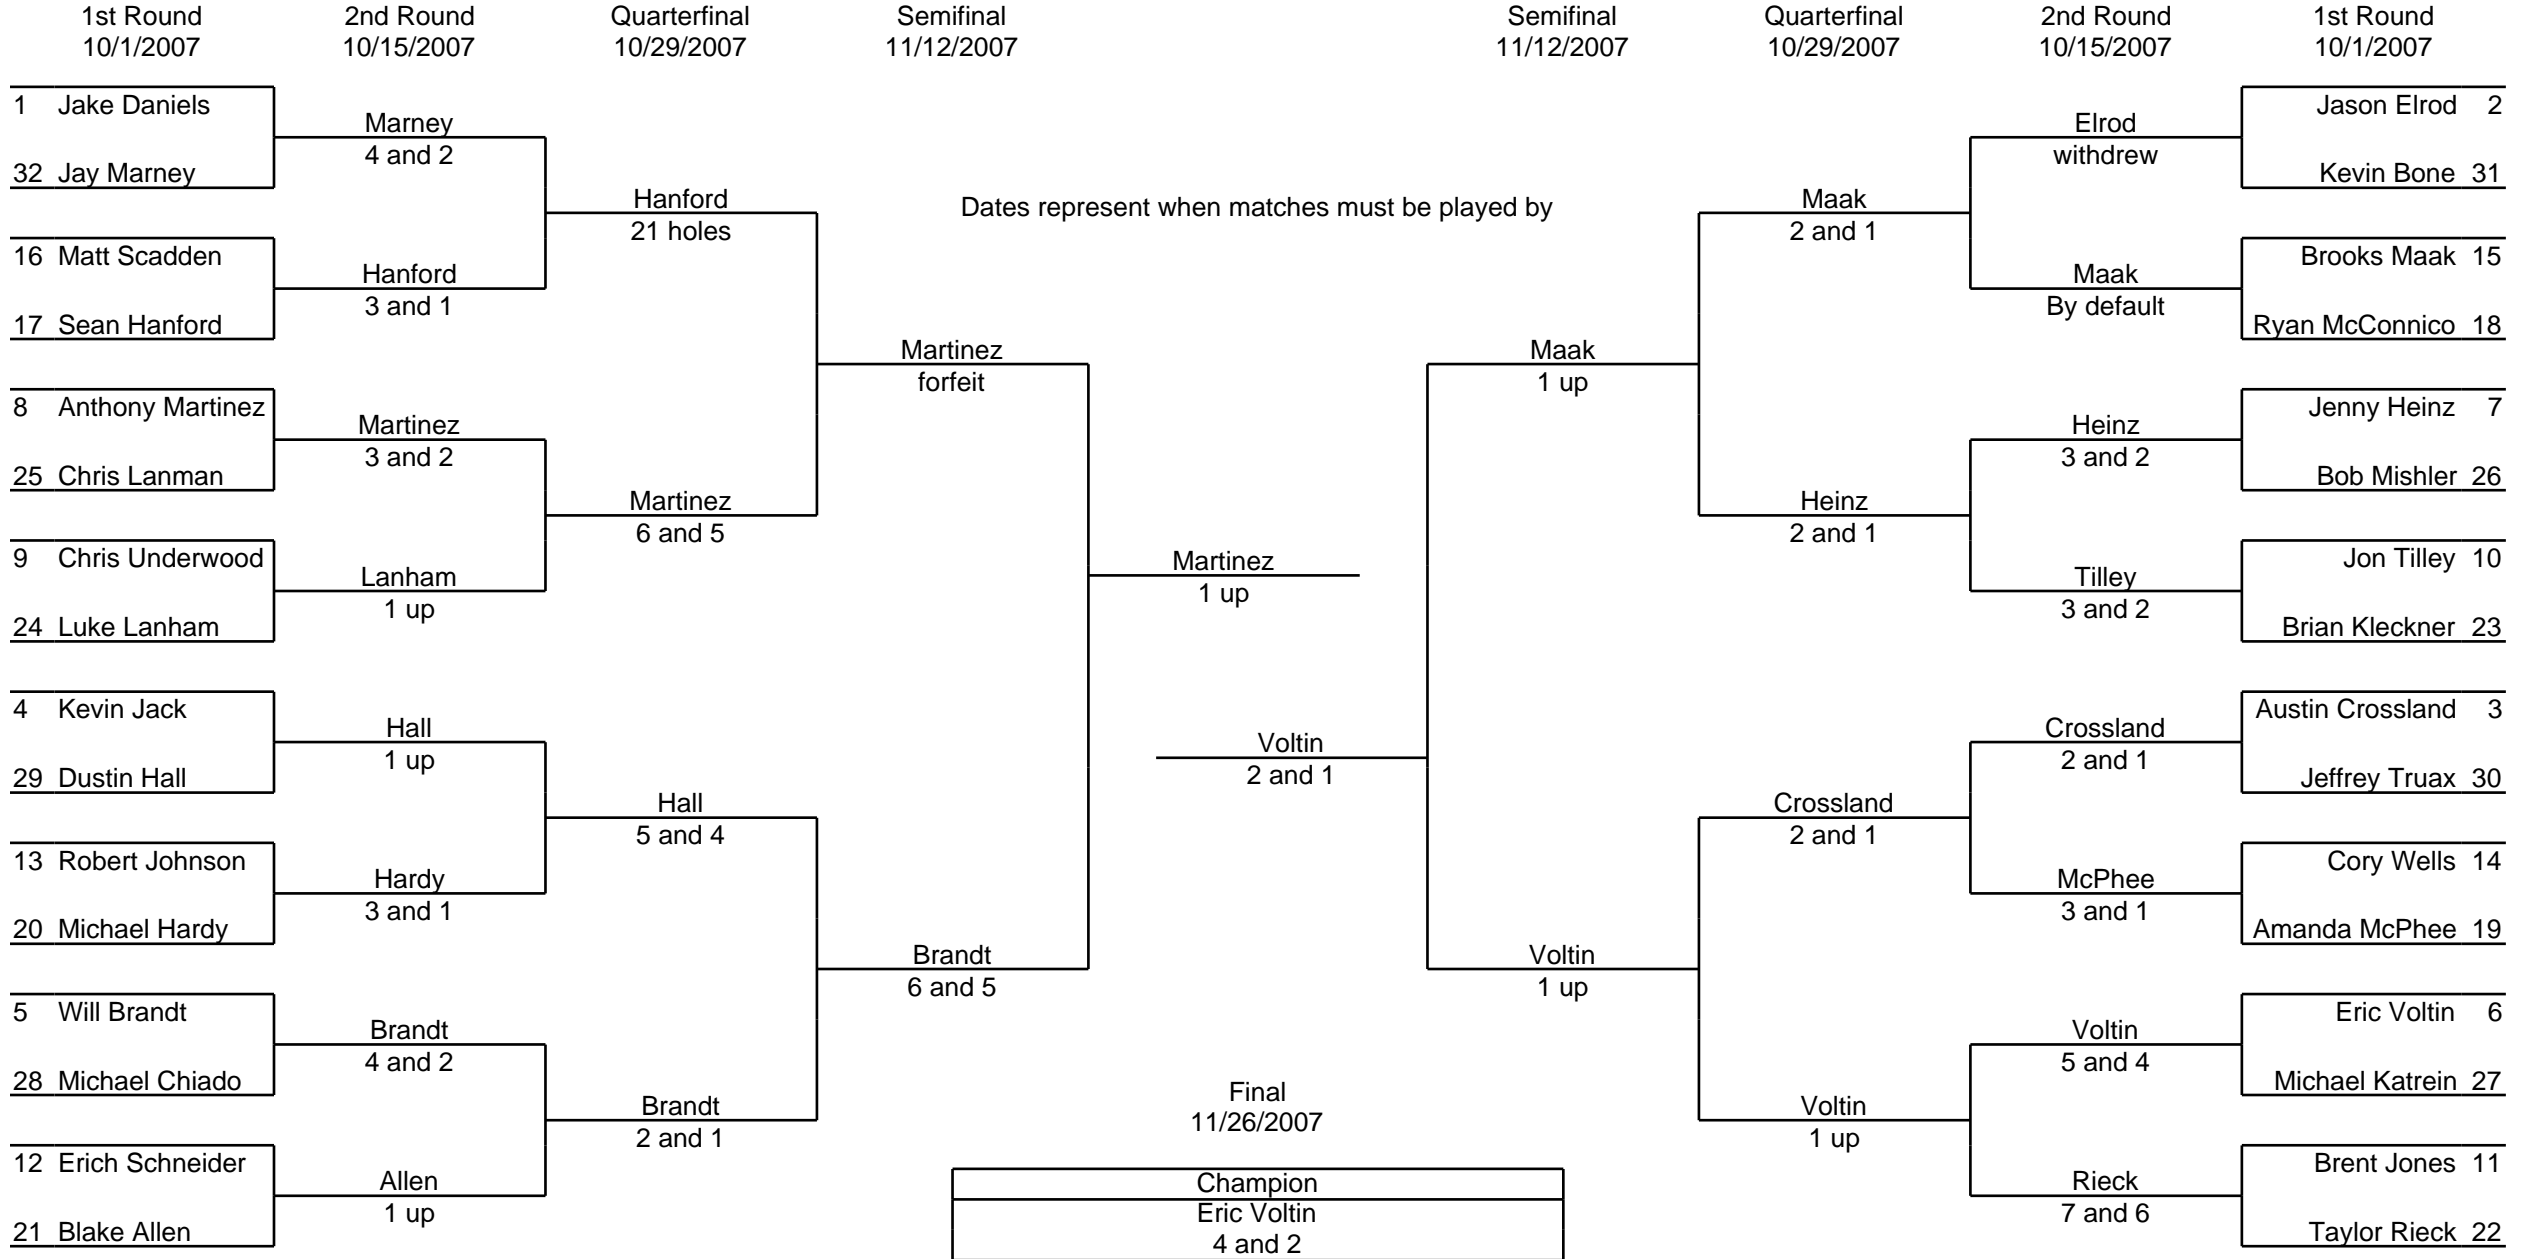 1st Round 2nd Round Quarterfinal Semifinal Semifinal Quarterfinal 2nd Round 1st Round
10/1/2007 10/15/2007 10/29/2007 11/12/2007 11/12/2007 10/29/2007 10/15/2007 10/1/2007
1 Jake Daniels Jason Elrod 2
Marney Elrod
4 and 2 withdrew
32 Jay Marney Kevin Bone 31
Hanford Dates represent when matches must be played by Maak
21 holes 2 and 1
16 Matt Scadden Brooks Maak 15
Hanford Maak
3 and 1 By default
17 Sean Hanford Ryan McConnico 18
Martinez Maak
forfeit 1 up
8 Anthony Martinez Jenny Heinz 7
Martinez Heinz
3 and 2 3 and 2
25 Chris Lanman Bob Mishler 26
Martinez Heinz
6 and 5 2 and 1
9 Chris Underwood Jon Tilley 10
Martinez
Lanham Tilley
1 up
1 up 3 and 2
24 Luke Lanham Brian Kleckner 23
4 Kevin Jack Austin Crossland 3
Hall Crossland
Voltin
1 up 2 and 1
2 and 1
29 Dustin Hall Jeffrey Truax 30
Hall Crossland
5 and 4 2 and 1
13 Robert Johnson Cory Wells 14
Hardy McPhee
3 and 1 3 and 1
20 Michael Hardy Amanda McPhee 19
Brandt Voltin
6 and 5 1 up
5 Will Brandt Eric Voltin 6
Brandt Voltin
4 and 2 5 and 4
28 Michael Chiado Michael Katrein 27
Final
Brandt Voltin
11/26/2007
2 and 1 1 up
12 Erich Schneider Brent Jones 11
Allen Champion Rieck
1 up Eric Voltin 7 and 6
21 Blake Allen Taylor Rieck 22
4 and 2